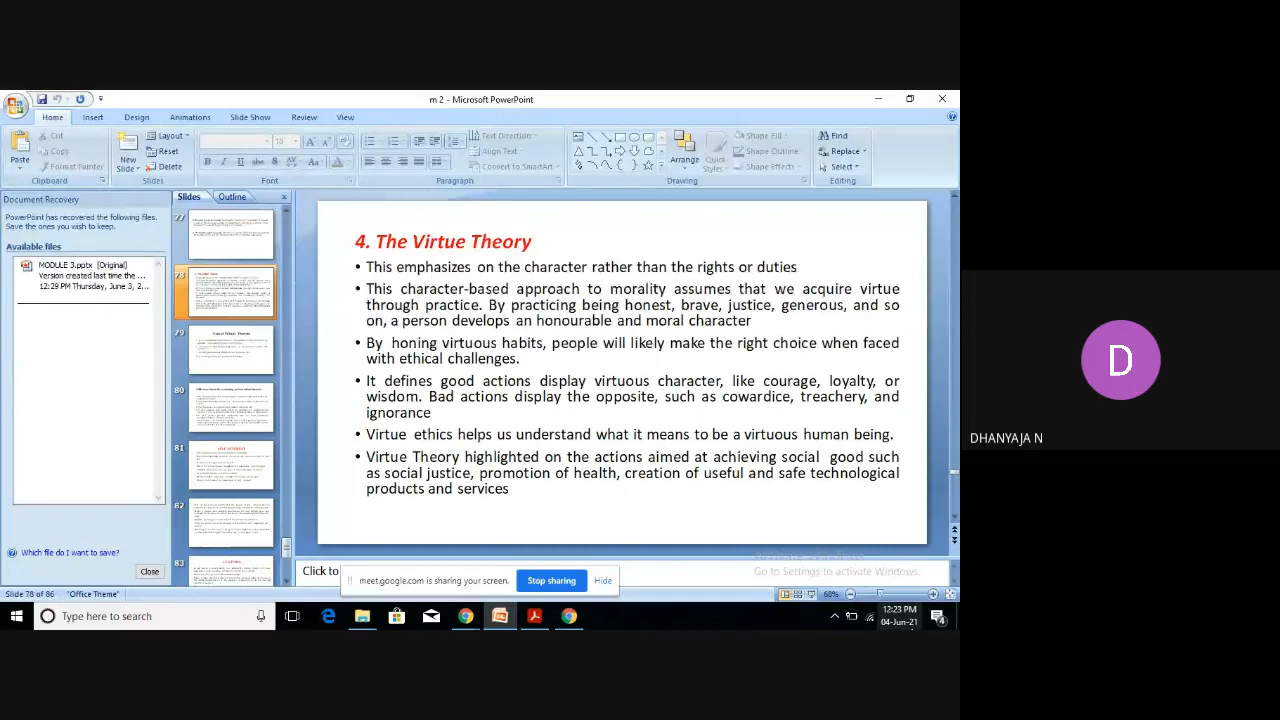 m 2 - Microsoft PowerPoint
Home Insert Design Animations Slide Show Review View
Paste
Cut
Copy
Format Painter
Clipboard
New Slide
Layout
Reset
Delete
Slides
Font
Text Direction
Align Text
Convert to SmartArt
Paragraph
Arrange
Quick Styles
Shape Fill
Shape Outline
Shape Effects
Drawing
Find
Replace
Select
Editing
Document Recovery
PowerPoint has recovered the following files.
Save the ones you wish to keep.
Available files
MODULE 3.pptx [Original]
Version created last time the ...
12:29 PM Thursday, June 3, 2...
Which file do I want to save?
Close
Slides Outline
77
78
79
80
81
SELF INTEREST
82
83
4. The Virtue Theory
• This emphasizes on the character rather than the rights or duties
• This character-based approach to morality assumes that we acquire virtue
through practice. By practicing being honest, brave, justice, generous, and so
on, a person develops an honourable and moral character
• By honing virtuous habits, people will likely make the right choice when faced
with ethical challenges.
• It defines good actions display virtuous character, like courage, loyalty, or
wisdom. Bad actions display the opposite, such as cowardice, treachery, and
ignorance
• Virtue ethics helps us understand what it means to be a virtuous human being.
• Virtue Theory highlighted on the actions aimed at achieving social good such
as social justice, promotion of health, creation of useful and safe technological
products and services
Activate Windows
Go to Settings to activate Windows.
Click to
meet.google.com is sharing your screen.
Stop sharing
Hide
Slide 78 of 86 "Office Theme"
68%
Type here to search
12:23 PM
04-Jun-21
4
D
DHANYAJA N